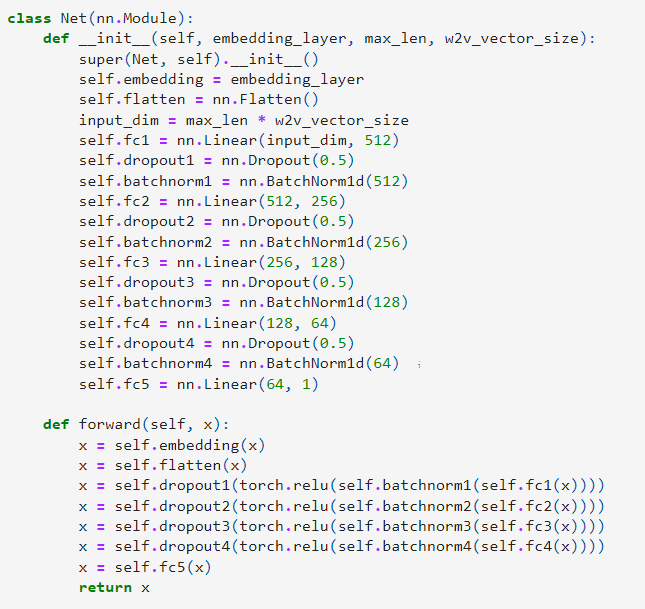 class Net(nn.Module):
    def __init__(self, embedding_layer, max_len, w2v_vector_size):
        super(Net, self).__init__()
        self.embedding = embedding_layer
        self.flatten = nn.Flatten()
        input_dim = max_len * w2v_vector_size
        self.fc1 = nn.Linear(input_dim, 512)
        self.dropout1 = nn.Dropout(0.5)
        self.batchnorm1 = nn.BatchNorm1d(512)
        self.fc2 = nn.Linear(512, 256)
        self.dropout2 = nn.Dropout(0.5)
        self.batchnorm2 = nn.BatchNorm1d(256)
        self.fc3 = nn.Linear(256, 128)
        self.dropout3 = nn.Dropout(0.5)
        self.batchnorm3 = nn.BatchNorm1d(128)
        self.fc4 = nn.Linear(128, 64)
        self.dropout4 = nn.Dropout(0.5)
        self.batchnorm4 = nn.BatchNorm1d(64)
        self.fc5 = nn.Linear(64, 1)

    def forward(self, x):
        x = self.embedding(x)
        x = self.flatten(x)
        x = self.dropout1(torch.relu(self.batchnorm1(self.fc1(x))))
        x = self.dropout2(torch.relu(self.batchnorm2(self.fc2(x))))
        x = self.dropout3(torch.relu(self.batchnorm3(self.fc3(x))))
        x = self.dropout4(torch.relu(self.batchnorm4(self.fc4(x))))
        x = self.fc5(x)
        return x